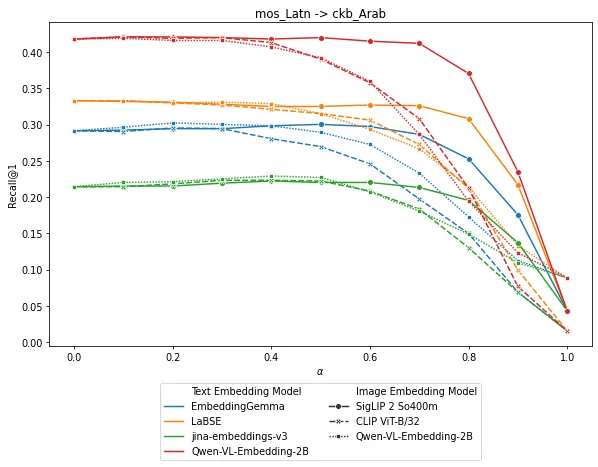 mos_Latn -> ckb_Arab
Recall@1
0.40
0.35
0.30
0.25
0.20
0.15
0.10
0.05
0.00
0.0 0.2 0.4 0.6 0.8 1.0
α
Text Embedding Model
EmbeddingGemma
LaBSE
jina-embeddings-v3
Qwen-VL-Embedding-2B
Image Embedding Model
SigLIP 2 So400m
CLIP ViT-B/32
Qwen-VL-Embedding-2B